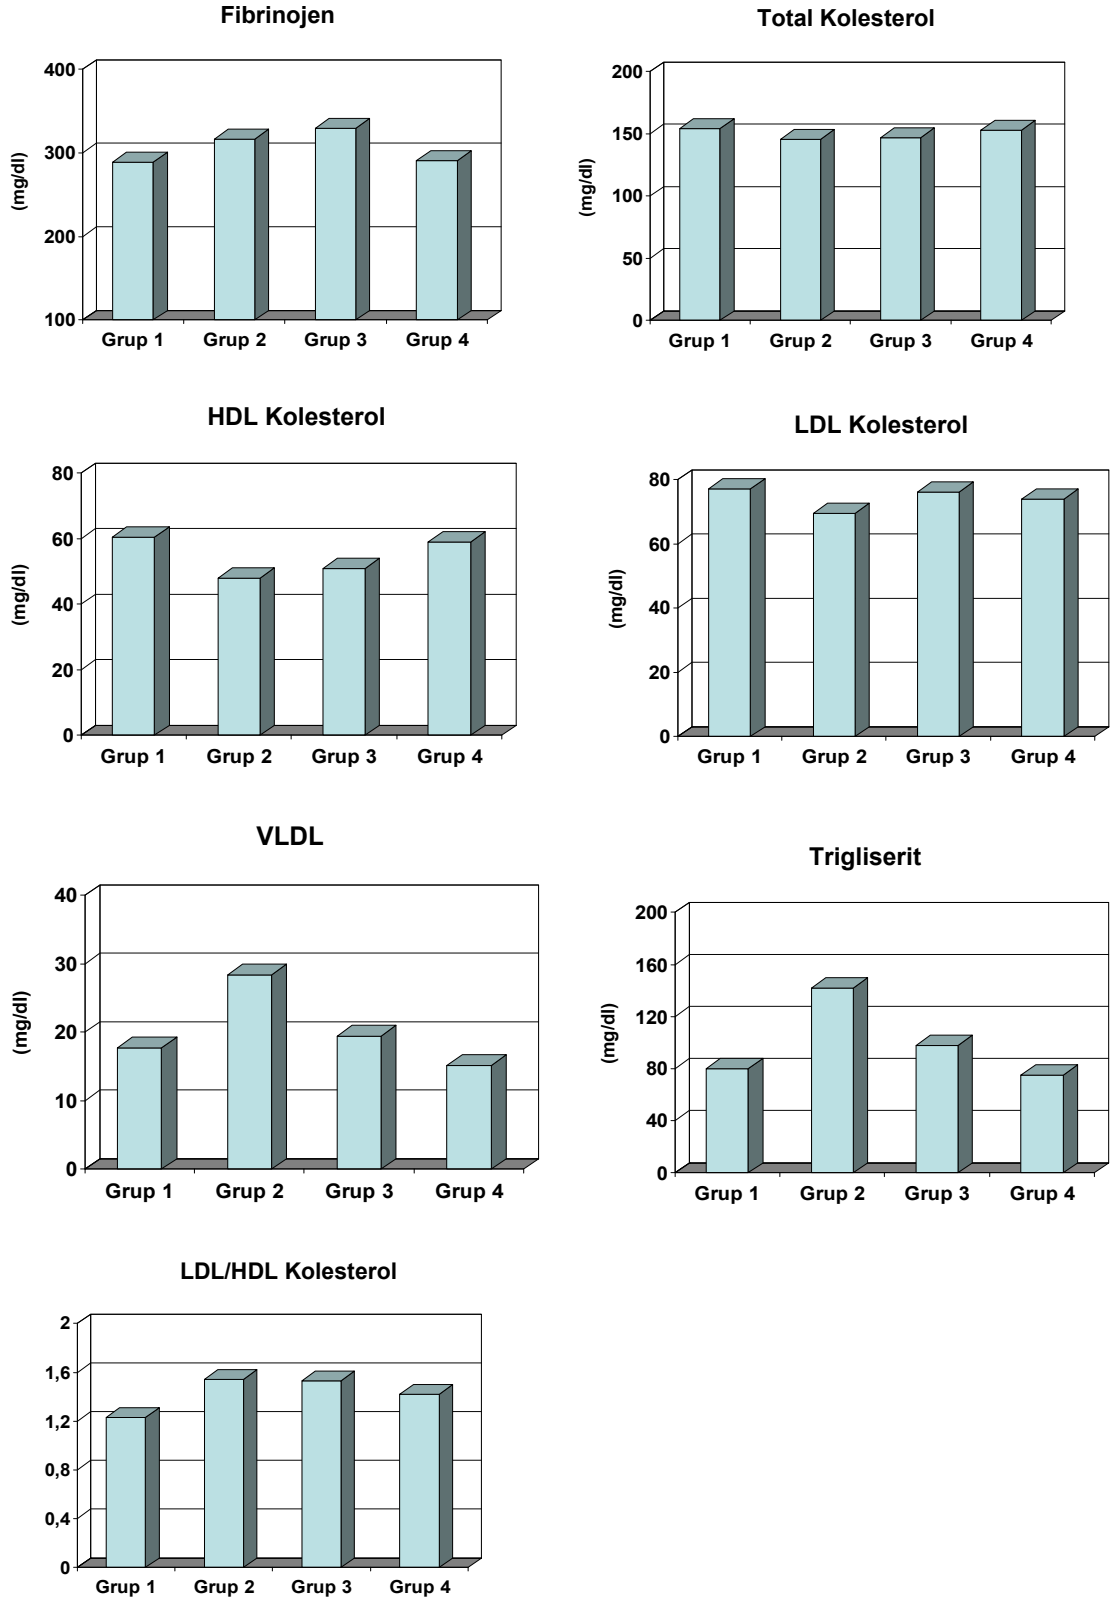 Fibrinojen
400
300
200
100
(mg/dl)
Grup 1 Grup 2 Grup 3 Grup 4
Total Kolesterol
200
150
100
50
0
(mg/dl)
Grup 1 Grup 2 Grup 3 Grup 4
HDL Kolesterol
80
60
40
20
0
(mg/dl)
Grup 1 Grup 2 Grup 3 Grup 4
LDL Kolesterol
80
60
40
20
0
(mg/dl)
Grup 1 Grup 2 Grup 3 Grup 4
VLDL
40
30
20
10
0
(mg/dl)
Grup 1 Grup 2 Grup 3 Grup 4
Trigliserit
200
160
120
80
40
0
(mg/dl)
Grup 1 Grup 2 Grup 3 Grup 4
LDL/HDL Kolesterol
2
1,6
1,2
0,8
0,4
0
Grup 1 Grup 2 Grup 3 Grup 4